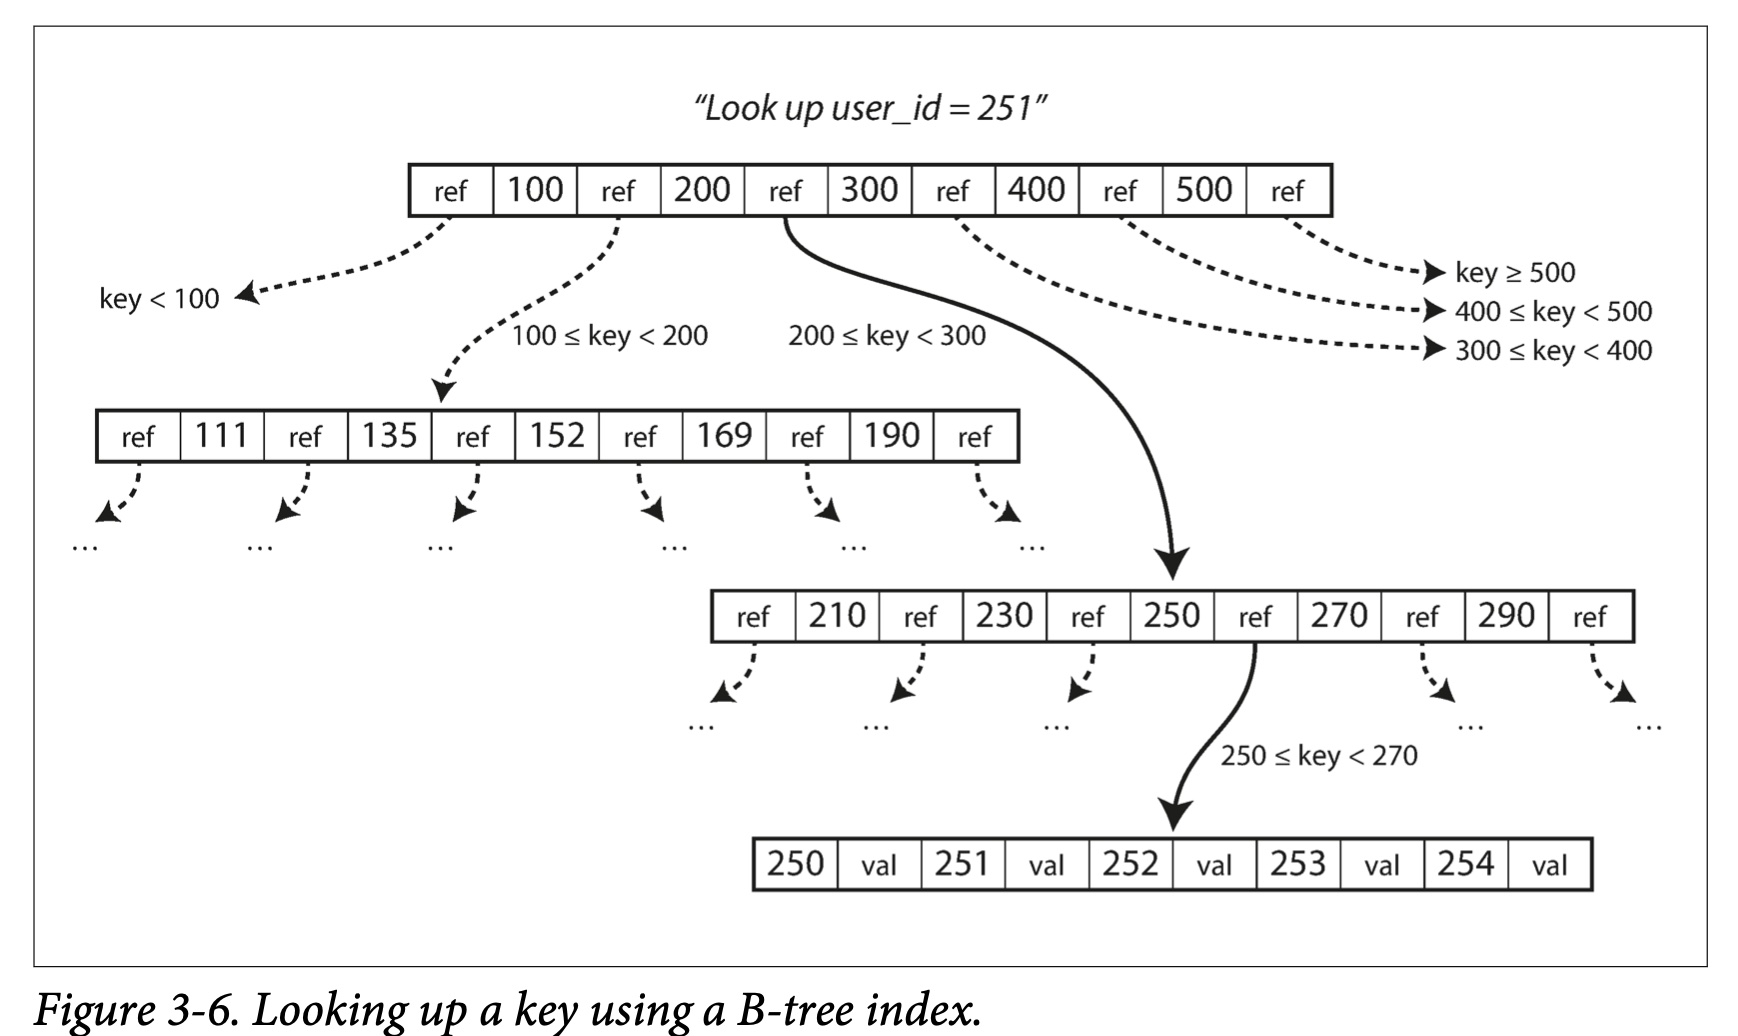 “Look up user_id = 251”
ref 100 ref 200 ref 300 ref 400 ref 500 ref
key < 100
100 ≤ key < 200
200 ≤ key < 300
key ≥ 500
400 ≤ key < 500
300 ≤ key < 400
ref 111 ref 135 ref 152 ref 169 ref 190 ref
... ... ... ... ... ...
ref 210 ref 230 ref 250 ref 270 ref 290 ref
... ... ... ... ...
250 ≤ key < 270
250 val 251 val 252 val 253 val 254 val
Figure 3-6. Looking up a key using a B-tree index.